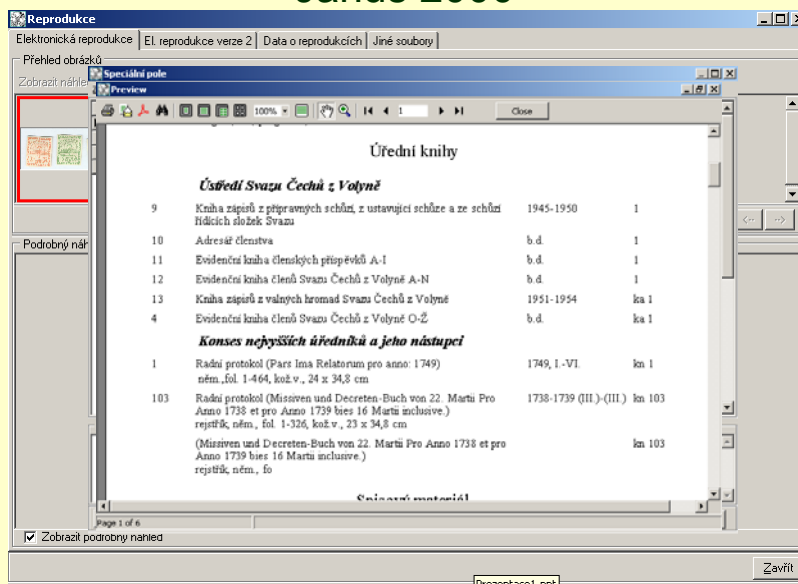 Reprodukce
Elektronická reprodukce El. reprodukce verze 2 Data o reprodukcích Jiné soubory
Přehled obrázků
Zobrazit náhle
Speciální pole
Preview
100% 1 Close
Úřední knihy
Ústředí Svazu Čechů z Volyně
9 Kniha zápisů z přípravných schůzí, z ustavující schůze a ze schůzí 1945-1950 1
řídících složek Svazu
10 Adresář členstva b.d. 1
11 Evidenční kniha členských příspěvků A-I b.d. 1
12 Evidenční kniha členů Svazu Čechů z Volyně A-N b.d. 1
13 Kniha zápisů z valných hromad Svazu Čechů z Volyně 1951-1954 ka 1
4 Evidenční kniha členů Svazu Čechů z Volyně O-Ž b.d. ka 1
Konses nejvyšších úředníků a jeho nástupci
1 Radní protokol (Pars Ima Relatorum pro anno: 1749) 1749, I.-VI. kn 1
něm.,fol. 1-464, kož.v., 24 x 34,8 cm
103 Radní protokol (Missiven und Decreten-Buch von 22. Martii Pro 1738-1739 (III.)-(III.) kn 103
Anno 1738 et pro Anno 1739 bies 16 Martii inclusive.)
rejstřík, něm., fol. 1-326, kož.v., 23 x 34,8 cm
(Missiven und Decreten-Buch von 22. Martii Pro Anno 1738 et pro kn 103
Anno 1739 bies 16 Martii inclusive.)
rejstřík, něm., fo
Spisový materiál
Podrobný náh
Page 1 of 6
Zobrazit podrobný náhled
Zavřít
Prezentace1.ppt